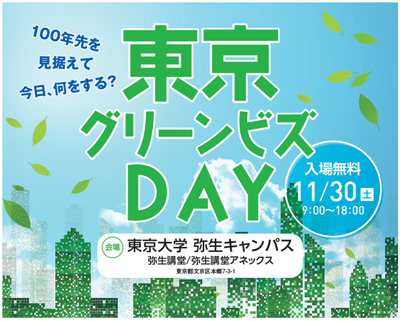 100年先を
見据えて
今日、何をする?
東京
グリーンビズ
DAY
入場無料
11/30 土
9:00〜18:00
会場 東京大学 弥生キャンパス
弥生講堂/弥生講堂アネックス
東京都文京区本郷7-3-1